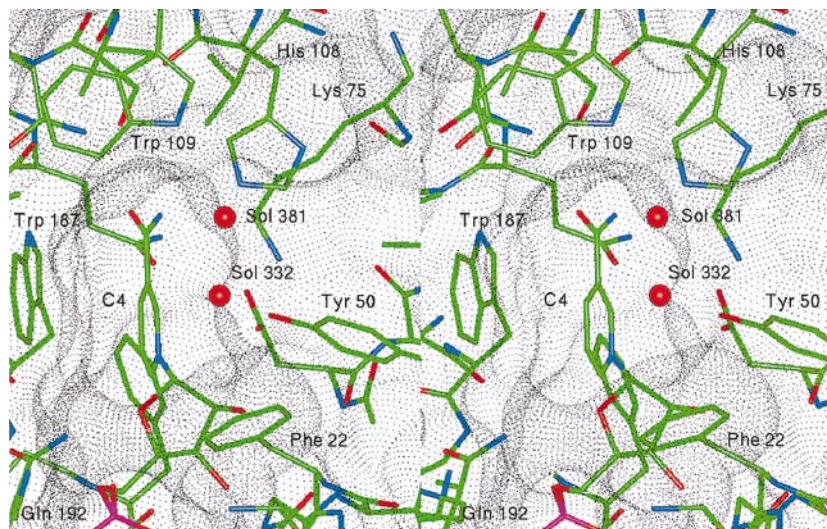 His 108
Lys 75
Trp 109
Trp 187
Sol 381
Sol 332
C4
Tyr 50
Phe 22
Gln 192
His 108
Lys 75
Trp 109
Trp 187
Sol 381
Sol 332
C4
Tyr 50
Phe 22
Gln 192